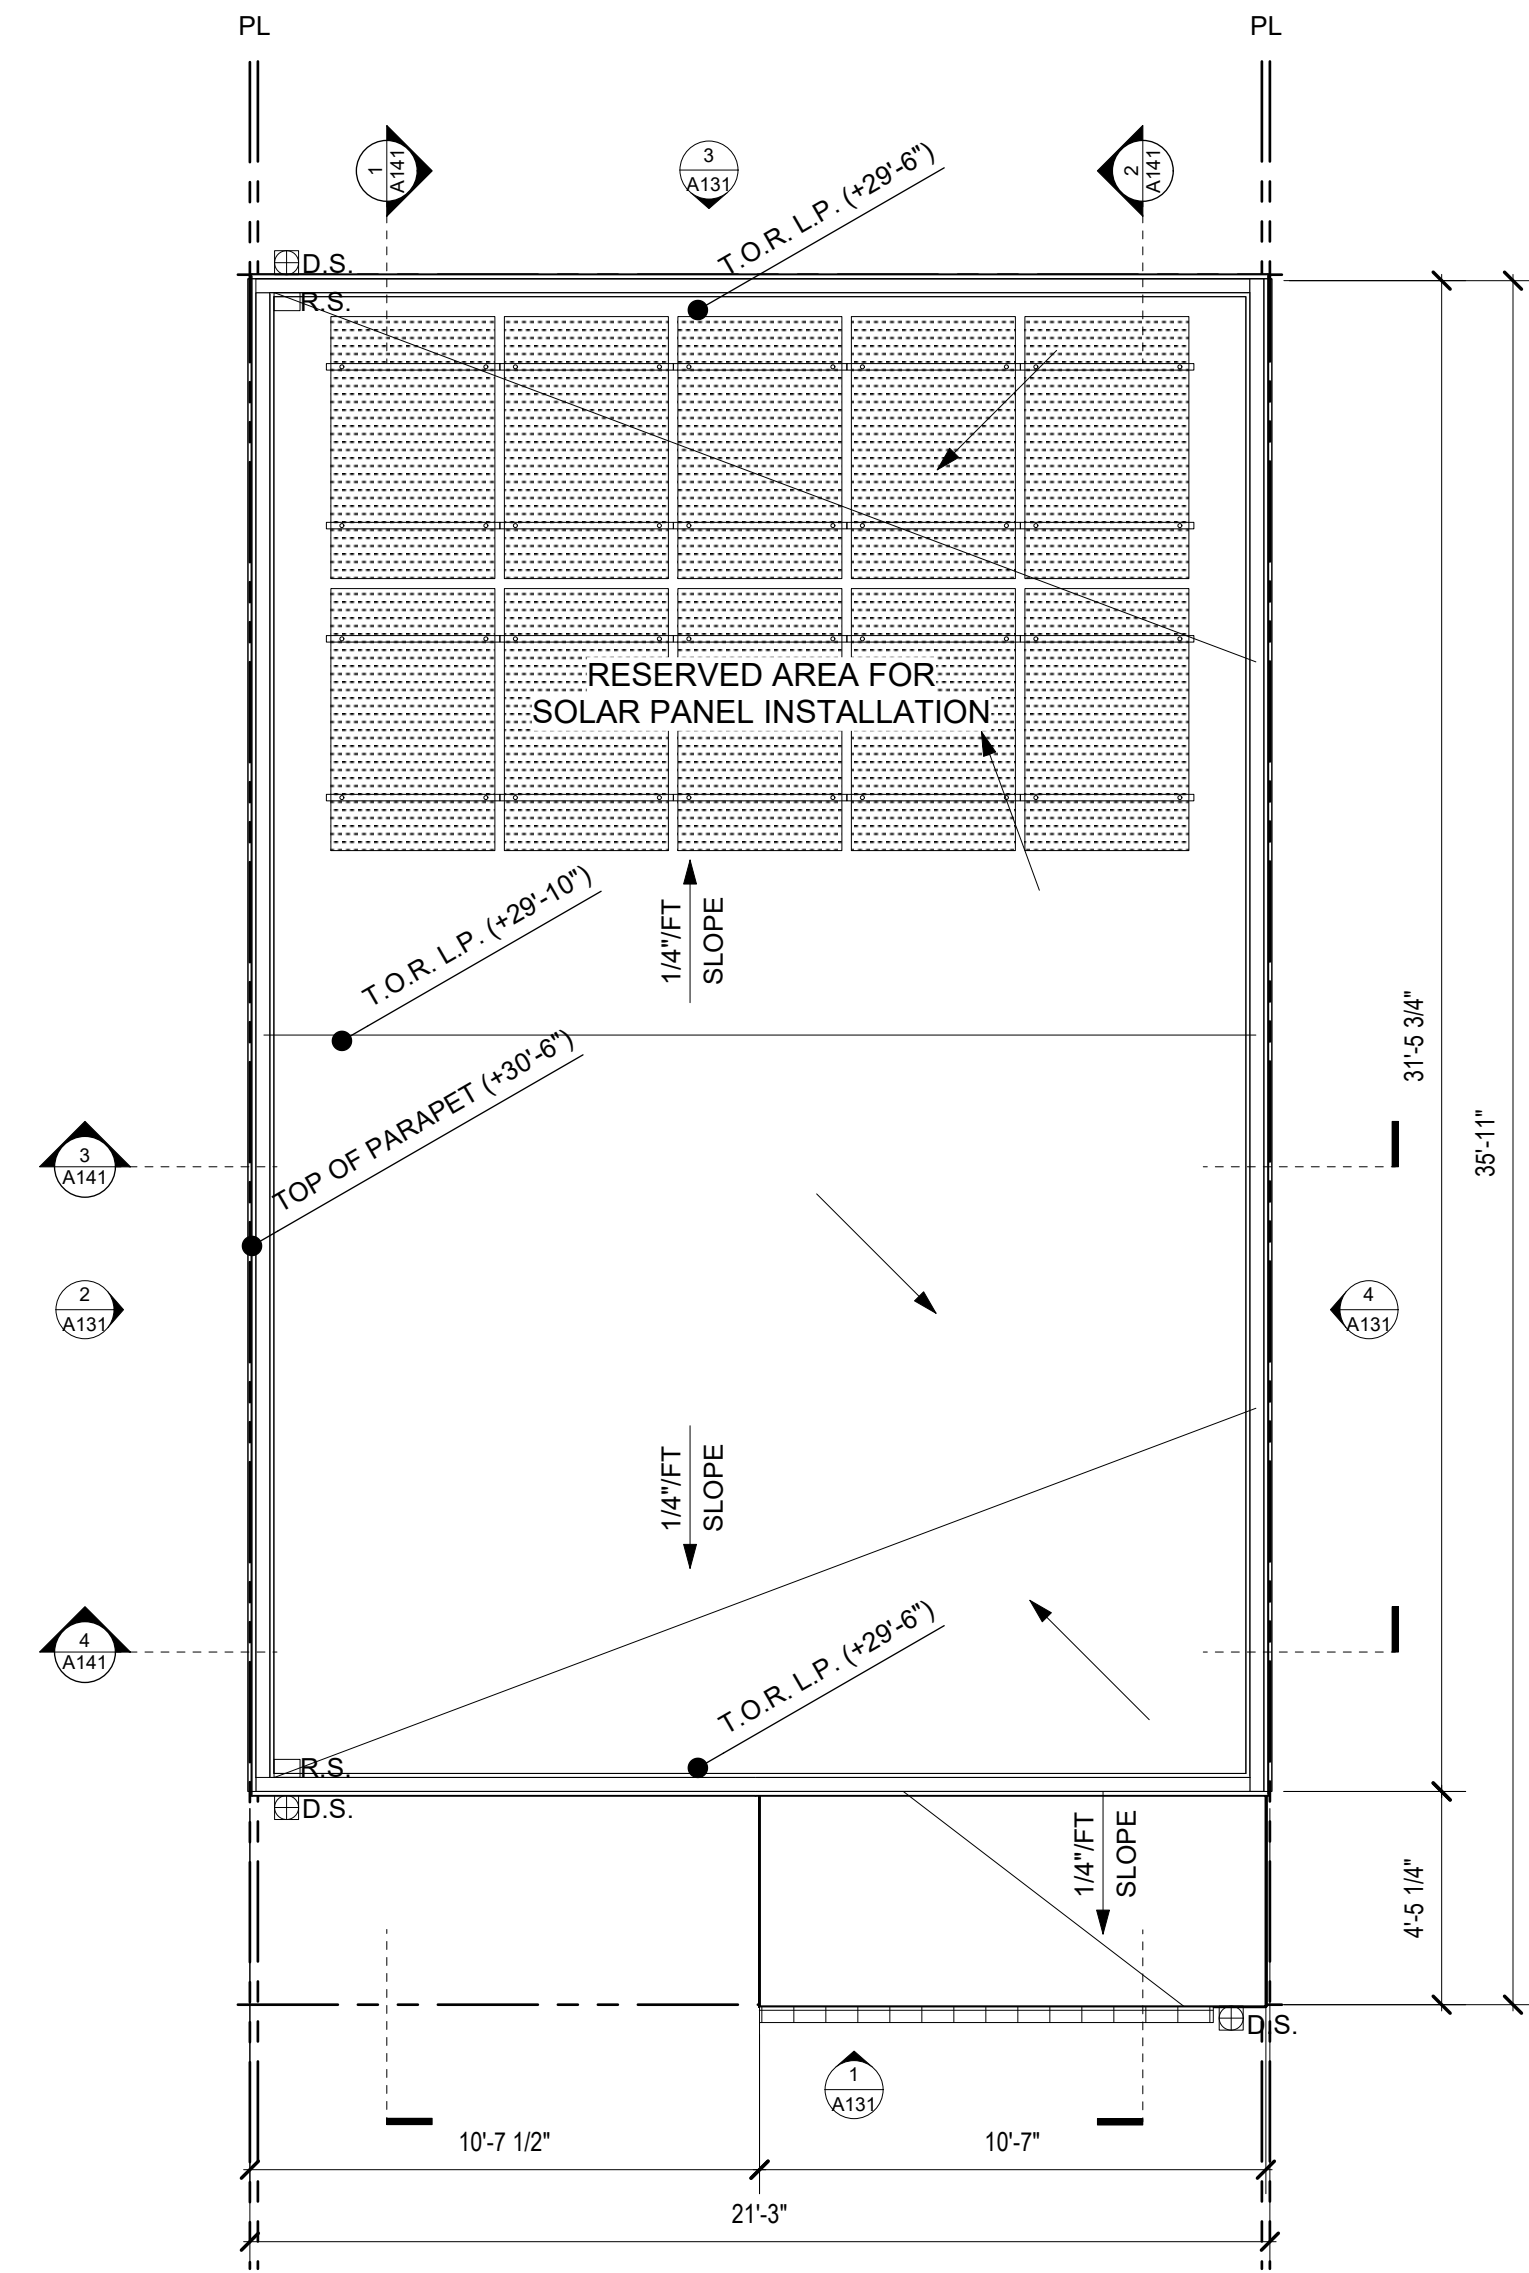 PL
PL
1
A141
3
A131
2
A141
T.O.R. L.P. (+29'-6")
D.S.
R.S.
RESERVED AREA FOR
SOLAR PANEL INSTALLATION
T.O.R. L.P. (+29'-10")
1/4"/FT
SLOPE
31'-5 3/4"
35'-11"
TOP OF PARAPET (+30'-6")
3
A141
2
A131
4
A131
1/4"/FT
SLOPE
4
A141
T.O.R. L.P. (+29'-6")
R.S.
D.S.
1/4"/FT
SLOPE
4'-5 1/4"
D.S.
1
A131
10'-7 1/2"
10'-7"
21'-3"